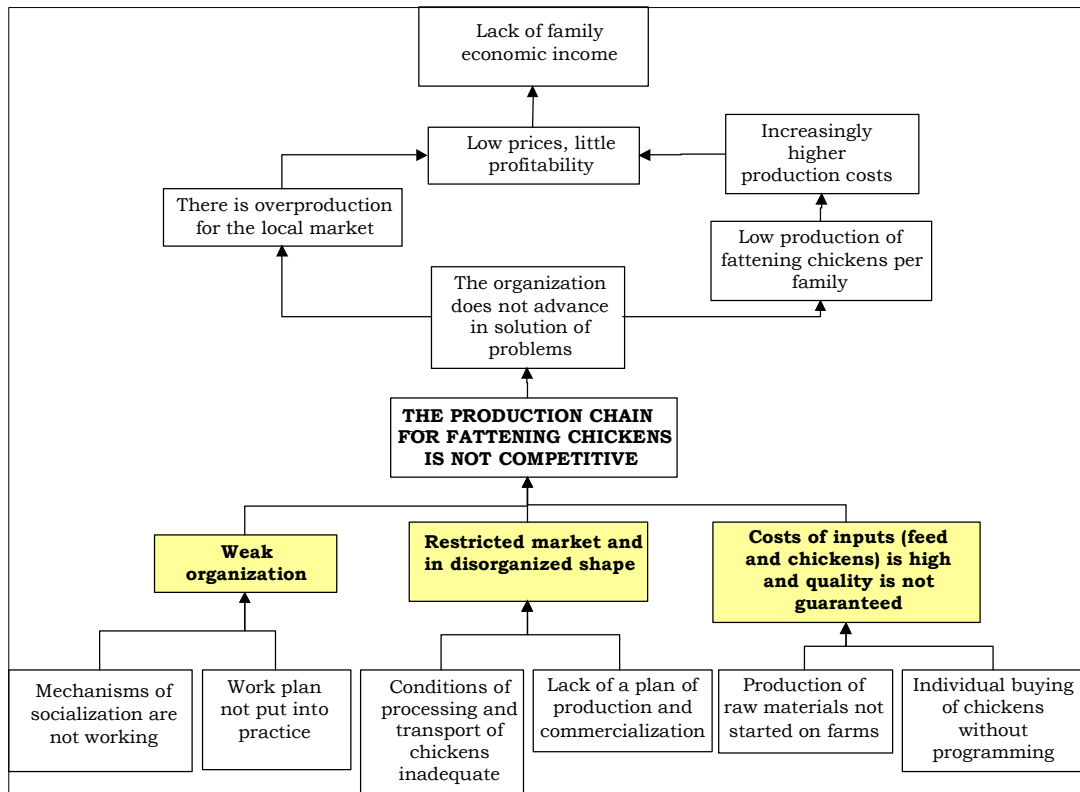 Lack of family
economic income
Low prices, little
profitability
Increasingly
higher
production costs
There is overproduction
for the local market
Low production of
fattening chickens per
family
The organization
does not advance
in solution of
problems
THE PRODUCTION CHAIN
FOR FATTENING CHICKENS
IS NOT COMPETITIVE
Weak
organization
Restricted market and
in disorganized shape
Costs of inputs (feed
and chickens) is high
and quality is not
guaranteed
Mechanisms of
socialization are
not working
Work plan
not put into
practice
Conditions of
processing and
transport of
chickens
inadequate
Lack of a plan of
production and
commercialization
Production of
raw materials not
started on farms
Individual buying
of chickens
without
programming